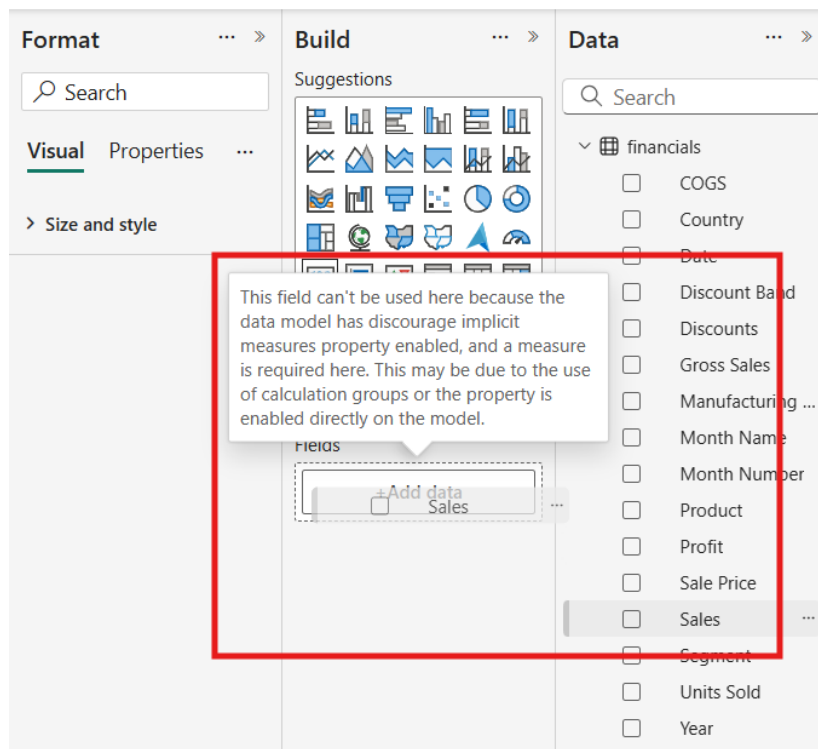 Format
Search
Visual Properties ...
Size and style
Build
Suggestions
This field can't be used here because the
data model has discourage implicit
measures property enabled, and a measure
is required here. This may be due to the use
of calculation groups or the property is
enabled directly on the model.
Fields
+Add data
Sales
Data
Search
financials
COGS
Country
Date
Discount Band
Discounts
Gross Sales
Manufacturing ...
Month Name
Month Number
Product
Profit
Sale Price
Sales
Segment
Units Sold
Year